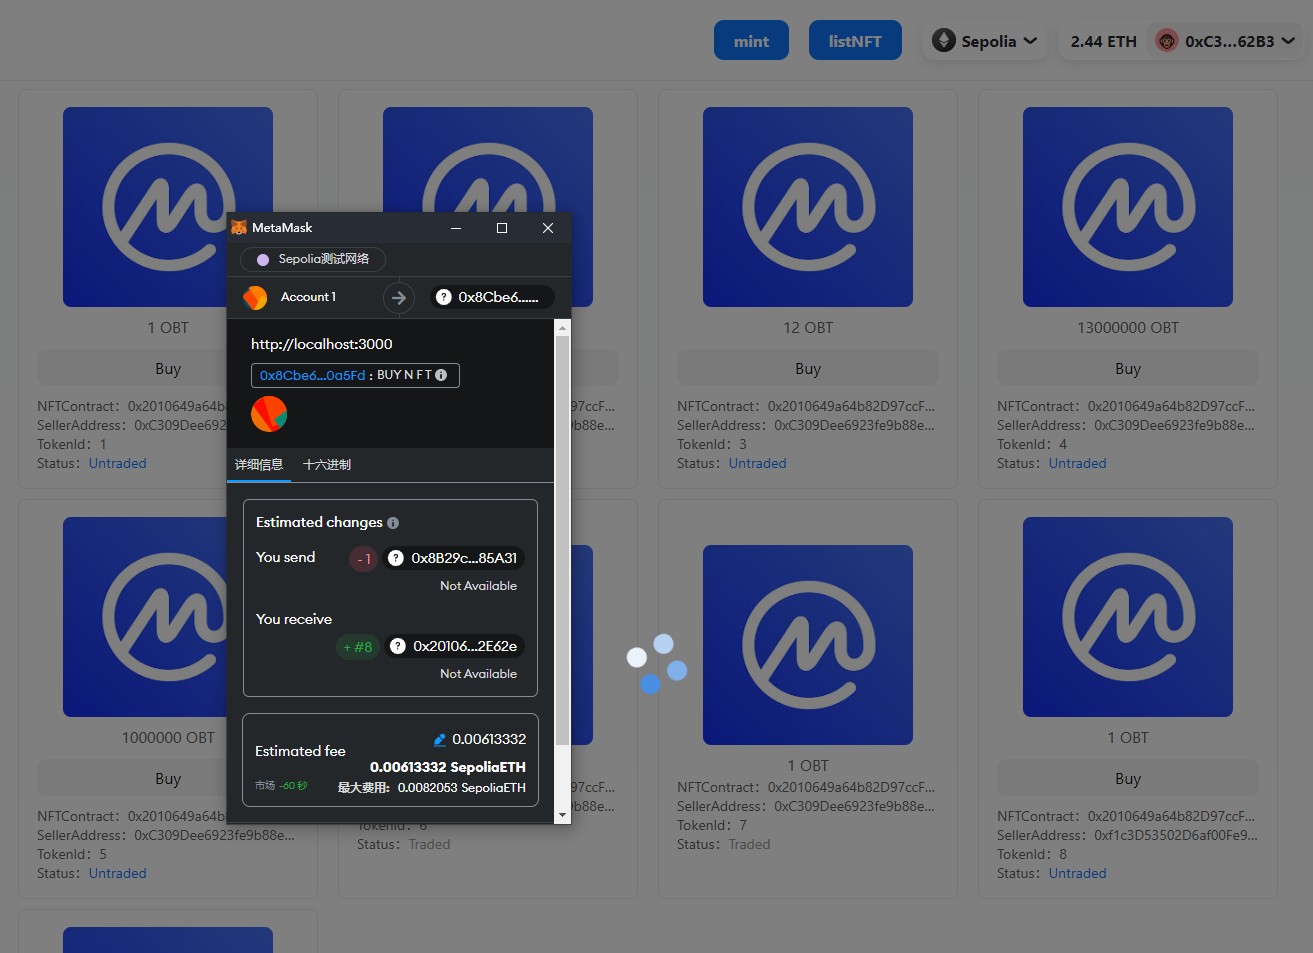 mint
listNFT
Sepolia
2.44 ETH
0xC3...62B3
1 OBT
Buy
NFTContract：0x2010649a64b
SellerAddress：0xC309Dee6923
TokenId：1
Status：Untraded
97ccF...
b88e...
12 OBT
Buy
NFTContract：0x2010649a64b82D97ccF...
SellerAddress：0xC309Dee6923fe9b88e...
TokenId：3
Status：Untraded
13000000 OBT
Buy
NFTContract：0x2010649a64b82D97ccF...
SellerAddress：0xC309Dee6923fe9b88e...
TokenId：4
Status：Untraded
MetaMask
Sepolia测试网络
Account 1
0x8Cbe6......
http://localhost:3000
0x8Cbe6...0a5Fd : BUY N F T
详细信息
十六进制
Estimated changes
You send
- 1
0x8B29c...85A31
Not Available
You receive
+ #8
0x20106...2E62e
Not Available
Estimated fee
0.00613332
0.00613332 SepoliaETH
市场 ~60 秒
最大费用: 0.0082053 SepoliaETH
1000000 OBT
Buy
NFTContract：0x2010649a64b
SellerAddress：0xC309Dee6923fe9b88e...
TokenId：5
Status：Untraded
97ccF...
b88e...
TokenId：6
Status：Traded
1 OBT
NFTContract：0x2010649a64b82D97ccF...
SellerAddress：0xC309Dee6923fe9b88e...
TokenId：7
Status：Traded
1 OBT
Buy
NFTContract：0x2010649a64b82D97ccF...
SellerAddress：0xf1c3D53502D6af00Fe9...
TokenId：8
Status：Untraded